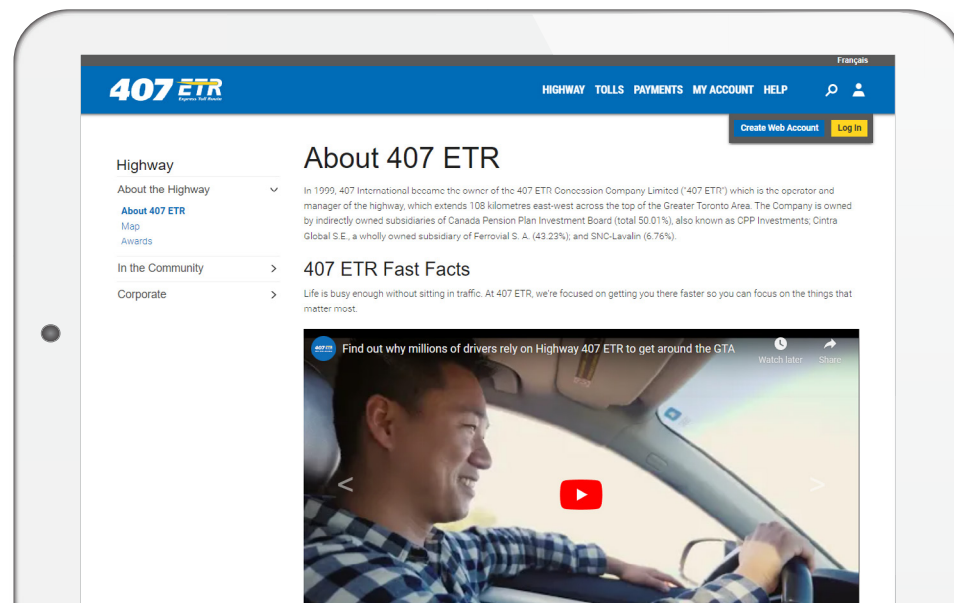 Français
407 ETR
Express Toll Route
HIGHWAY TOLLS PAYMENTS MY ACCOUNT HELP
Create Web Account Log In
Highway
About the Highway
About 407 ETR
Map
Awards
In the Community
Corporate
About 407 ETR
In 1999, 407 International became the owner of the 407 ETR Concession Company Limited ("407 ETR") which is the operator and
manager of the highway, which extends 108 kilometres east-west across the top of the Greater Toronto Area. The Company is owned
by indirectly owned subsidiaries of Canada Pension Plan Investment Board (total 50.01%), also known as CPP Investments; Cintra
Global S.E., a wholly owned subsidiary of Ferrovial S. A. (43.23%); and SNC-Lavalin (6.76%).
407 ETR Fast Facts
Life is busy enough without sitting in traffic. At 407 ETR, we're focused on getting you there faster so you can focus on the things that
matter most.
407 ETR Find out why millions of drivers rely on Highway 407 ETR to get around the GTA
Watch later Share